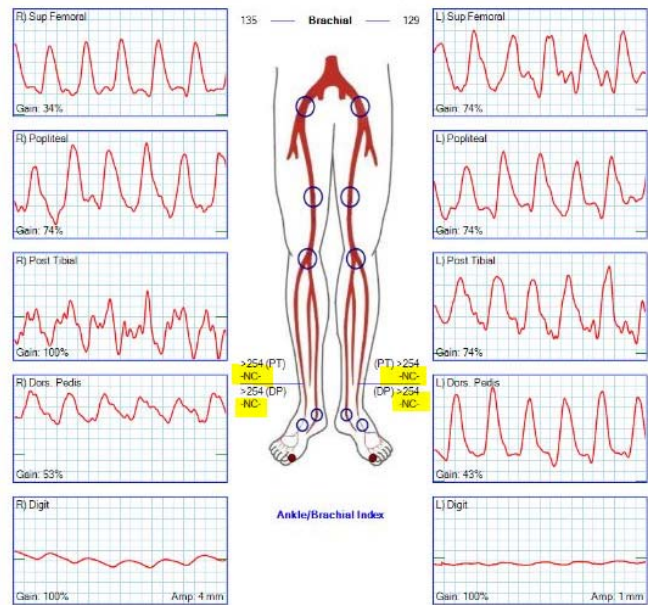 R) Sup Femoral
Gain: 34%
R) Popliteal
Gain: 74%
R) Post Tibial
Gain: 100%
R) Dors. Pedis
Gain: 53%
R) Digit
Gain: 100% Amp: 4 mm
135 Brachial 129
>254 (PT) (PT) >254
-NC- -NC-
>254 (DP) (DP) >254
-NC- -NC-
Ankle/Brachial Index
L) Sup Femoral
Gain: 74%
L) Popliteal
Gain: 74%
L) Post Tibial
Gain: 74%
L) Dors. Pedis
Gain: 43%
L) Digit
Gain: 100% Amp: 1 mm